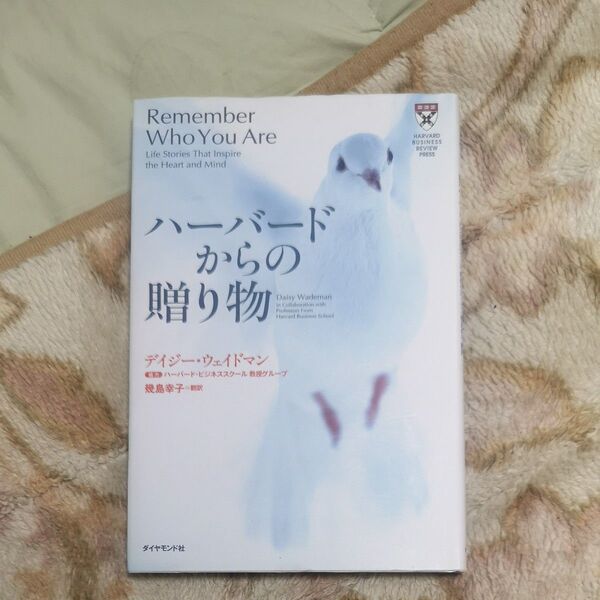 Remember
Who You Are
Life Stories That Inspire
the Heart and Mind
HARVARD
BUSINESS
REVIEW
PRESS
ハーバード
からの
贈り物
Daisy Wademan
In Collaboration with
Professors From
Harvard Business School
デイジー・ウェイドマン
協力 ハーバード・ビジネススクール 教授グループ
幾島幸子=翻訳
ダイヤモンド社